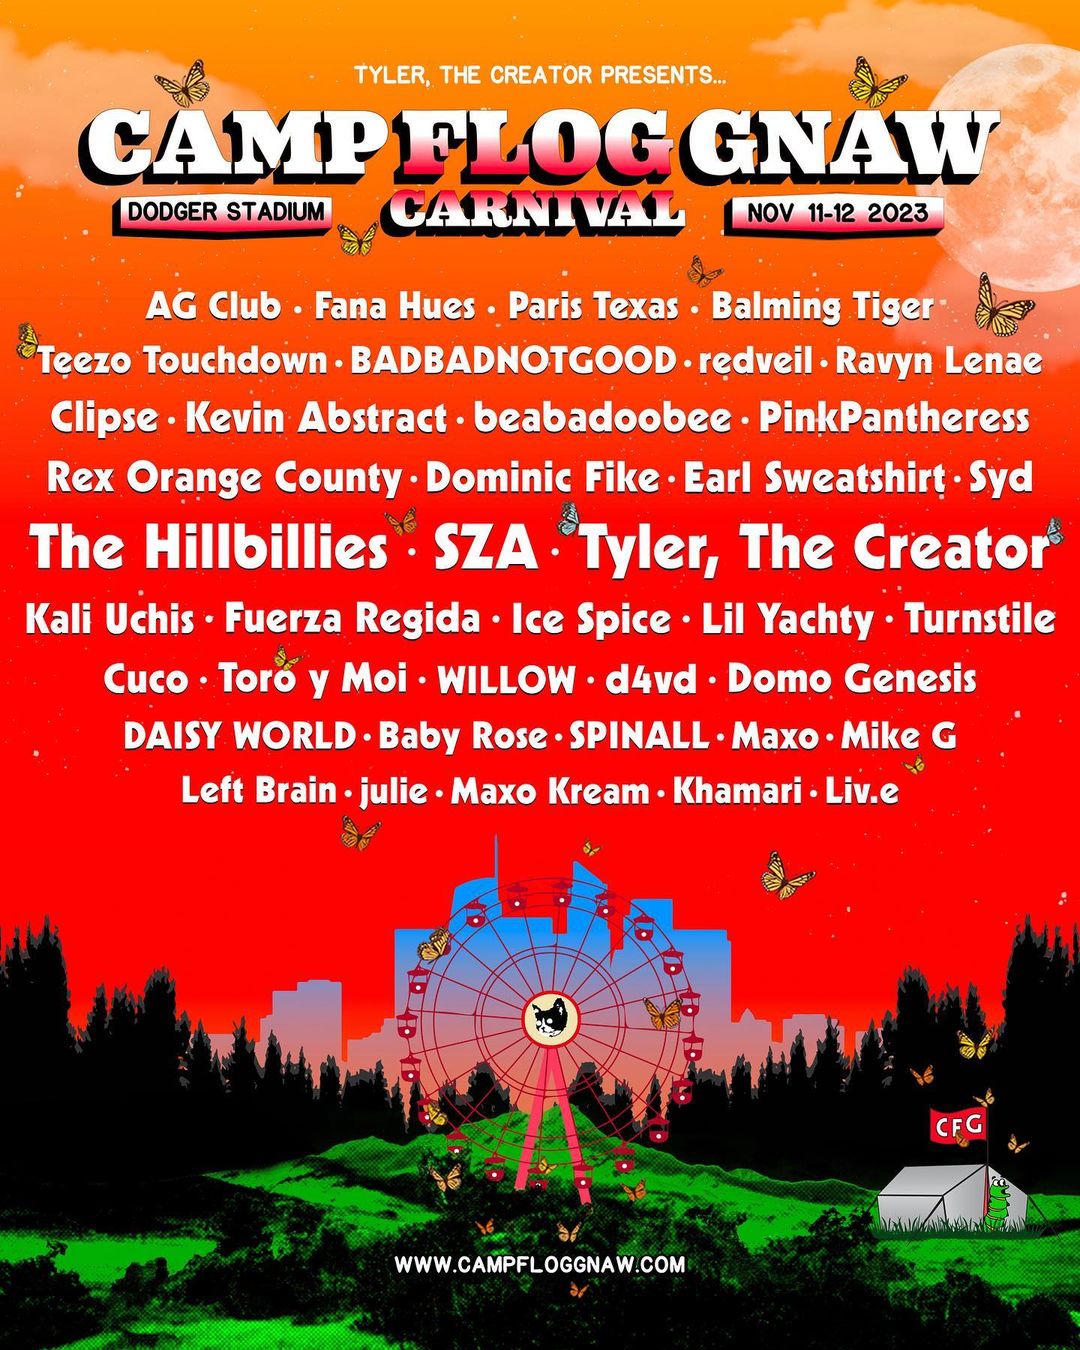 TYLER, THE CREATOR PRESENTS...
CAMP FLOG GNAW
DODGER STADIUM CARNIVAL NOV 11-12 2023
AG Club • Fana Hues • Paris Texas • Balming Tiger
Teezo Touchdown • BADBADNOTGOOD • redveil • Ravyn Lenae
Clipse • Kevin Abstract • beabadoobee • PinkPantheress
Rex Orange County • Dominic Fike • Earl Sweatshirt • Syd
The Hillbillies • SZA • Tyler, The Creator
Kali Uchis • Fuerza Regida • Ice Spice • Lil Yachty • Turnstile
Cuco • Toro y Moi • WILLOW • d4vd • Domo Genesis
DAISY WORLD • Baby Rose • SPINALL • Maxo • Mike G
Left Brain • julie • Maxo Kream • Khamari • Liv.e
CFG
WWW.CAMPFLOGGNAW.COM